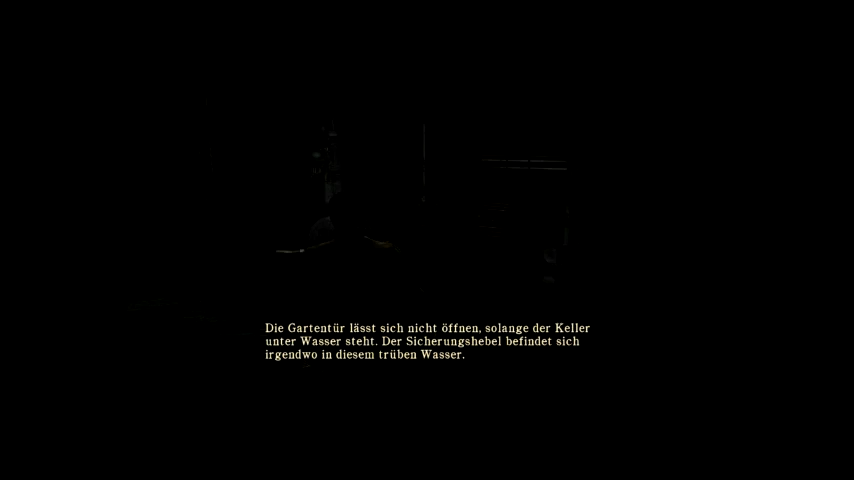 Die Gartentür lässt sich nicht öffnen, solange der Keller
unter Wasser steht. Der Sicherungshebel befindet sich
irgendwo in diesem trüben Wasser.